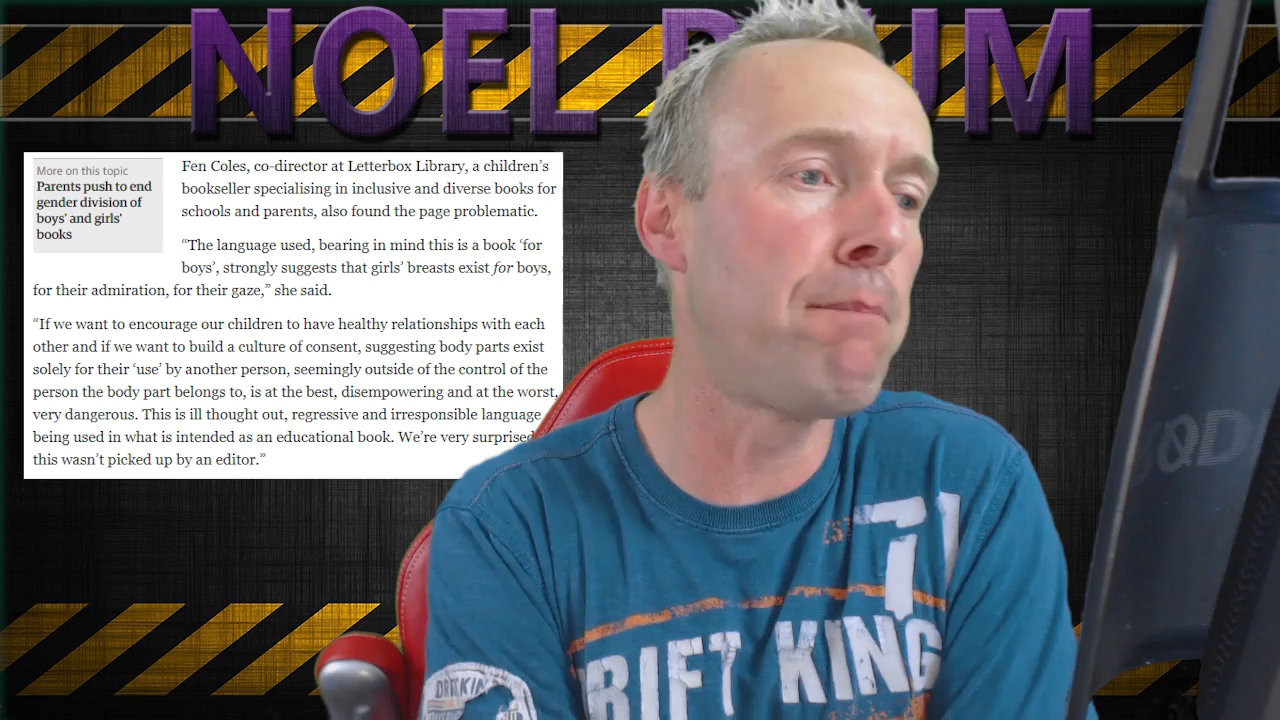 NOEL
More on this topic
Parents push to end
gender division of
boys' and girls'
books
Fen Coles, co-director at Letterbox Library, a children's
bookseller specialising in inclusive and diverse books for
schools and parents, also found the page problematic.
“The language used, bearing in mind this is a book ‘for
boys’, strongly suggests that girls’ breasts exist for boys,
for their admiration, for their gaze,” she said.
“If we want to encourage our children to have healthy relationships with each
other and if we want to build a culture of consent, suggesting body parts exist
solely for their ‘use’ by another person, seemingly outside of the control of the
person the body part belongs to, is at the best, disempowering and at the worst,
very dangerous. This is ill thought out, regressive and irresponsible language
being used in what is intended as an educational book. We’re very surprised
this wasn’t picked up by an editor.”
DRIFT KING